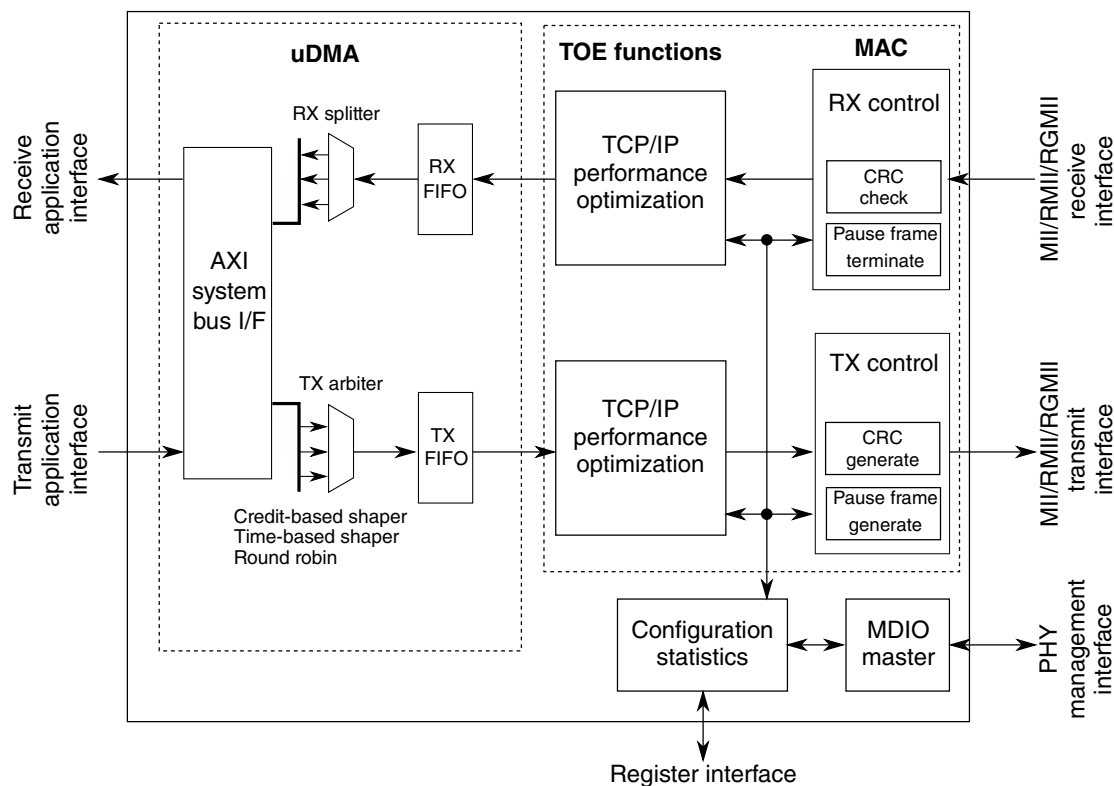 uDMA
TOE functions
MAC
RX splitter
RX
FIFO
TCP/IP
performance
optimization
RX control
CRC
check
Pause frame
terminate
Receive
application
interface
MII/RMII/RGMII
receive
interface
AXI
system
bus I/F
TX arbiter
TX
FIFO
Credit-based shaper
Time-based shaper
Round robin
TCP/IP
performance
optimization
TX control
CRC
generate
Pause frame
generate
Transmit
application
interface
MII/RMII/RGMII
transmit
interface
Configuration
statistics
MDIO
master
PHY
management
interface
Register interface